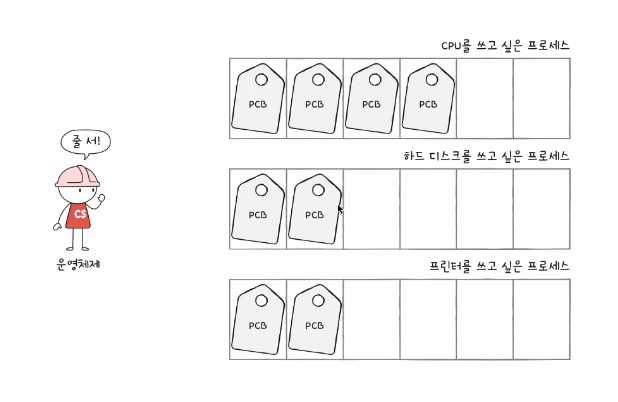 CPU를 쓰고 싶은 프로세스
PCB PCB PCB PCB
줄 서!
하드 디스크를 쓰고 싶은 프로세스
CS
PCB PCB
운영체제
프린터를 쓰고 싶은 프로세스
PCB PCB